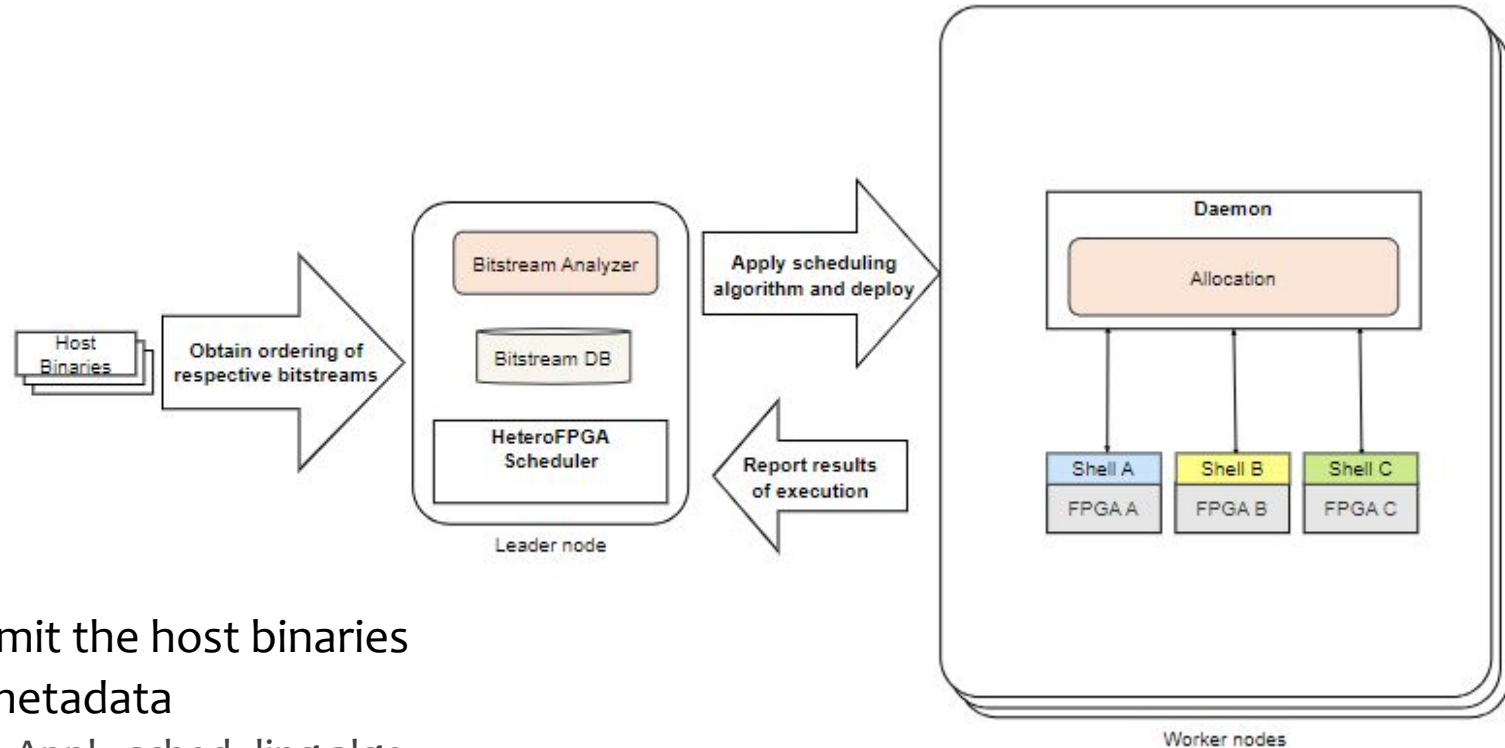 Host
Binaries
Obtain ordering of
respective bitstreams
Bitstream Analyzer
Bitstream DB
HeteroFPGA
Scheduler
Leader node
Apply scheduling
algorithm and deploy
Report results
of execution
Daemon
Allocation
Shell A
Shell B
Shell C
FPGA A
FPGA B
FPGA C
Worker nodes
mit the host binaries